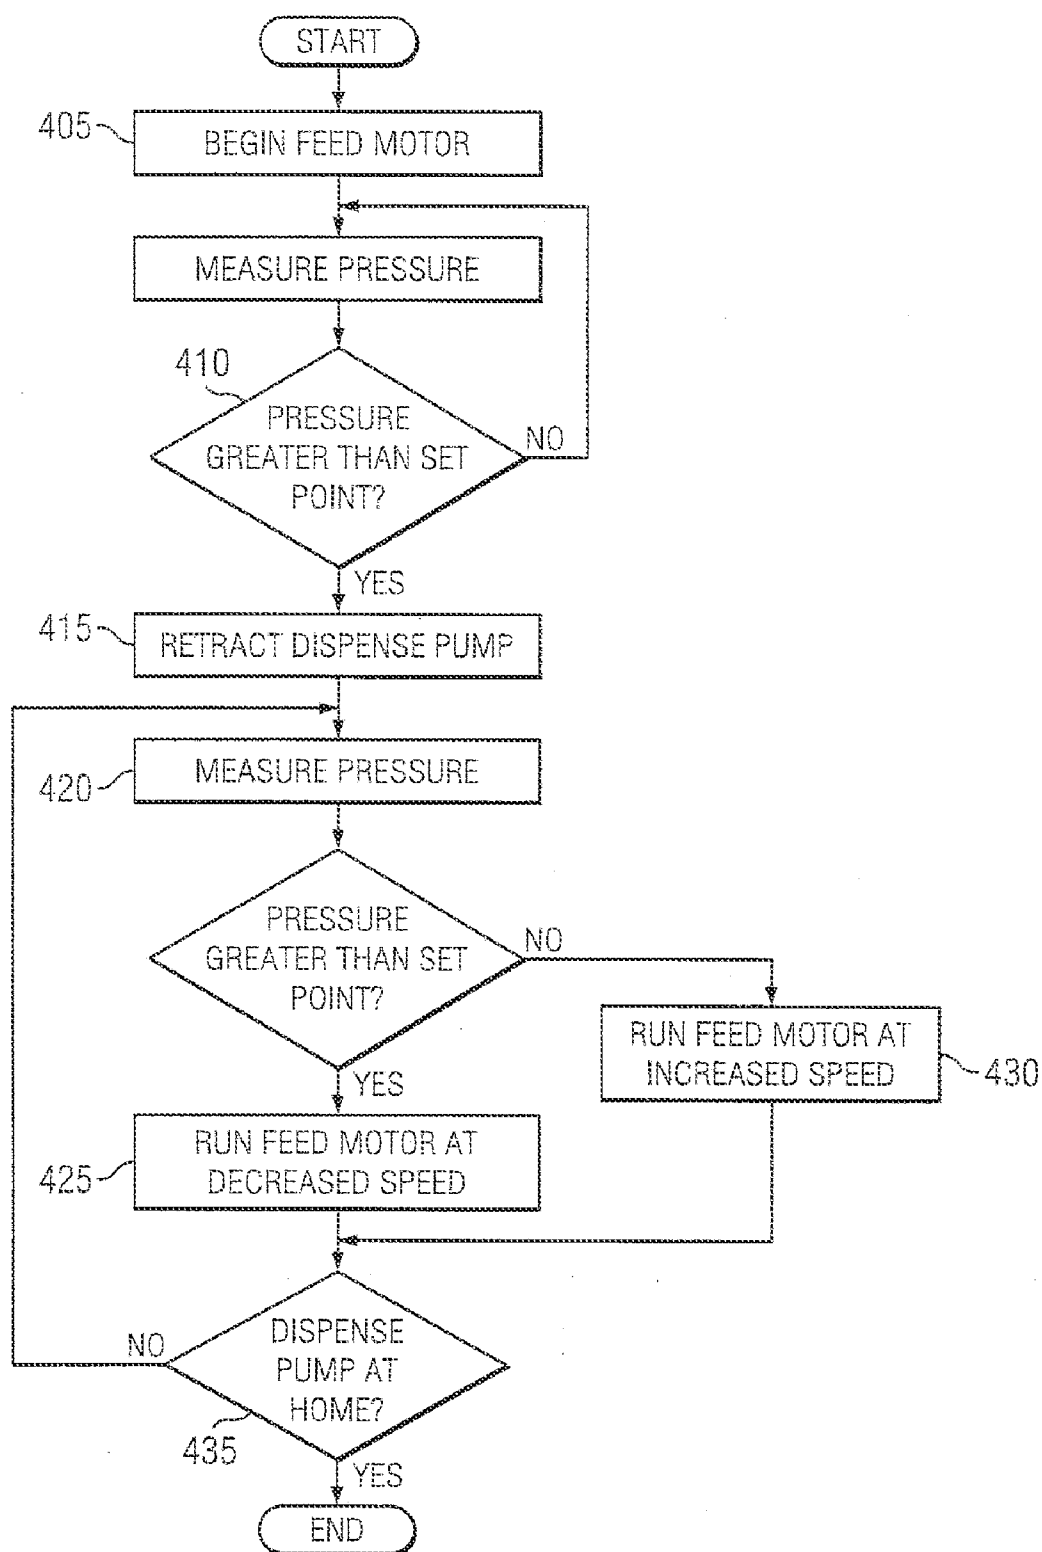 START
405
BEGIN FEED MOTOR
MEASURE PRESSURE
410
PRESSURE
GREATER THAN SET
POINT?
NO
YES
415
RETRACT DISPENSE PUMP
420
MEASURE PRESSURE
PRESSURE
GREATER THAN SET
POINT?
NO
RUN FEED MOTOR AT
INCREASED SPEED
430
YES
425
RUN FEED MOTOR AT
DECREASED SPEED
NO
DISPENSE
PUMP AT
HOME?
435
YES
END